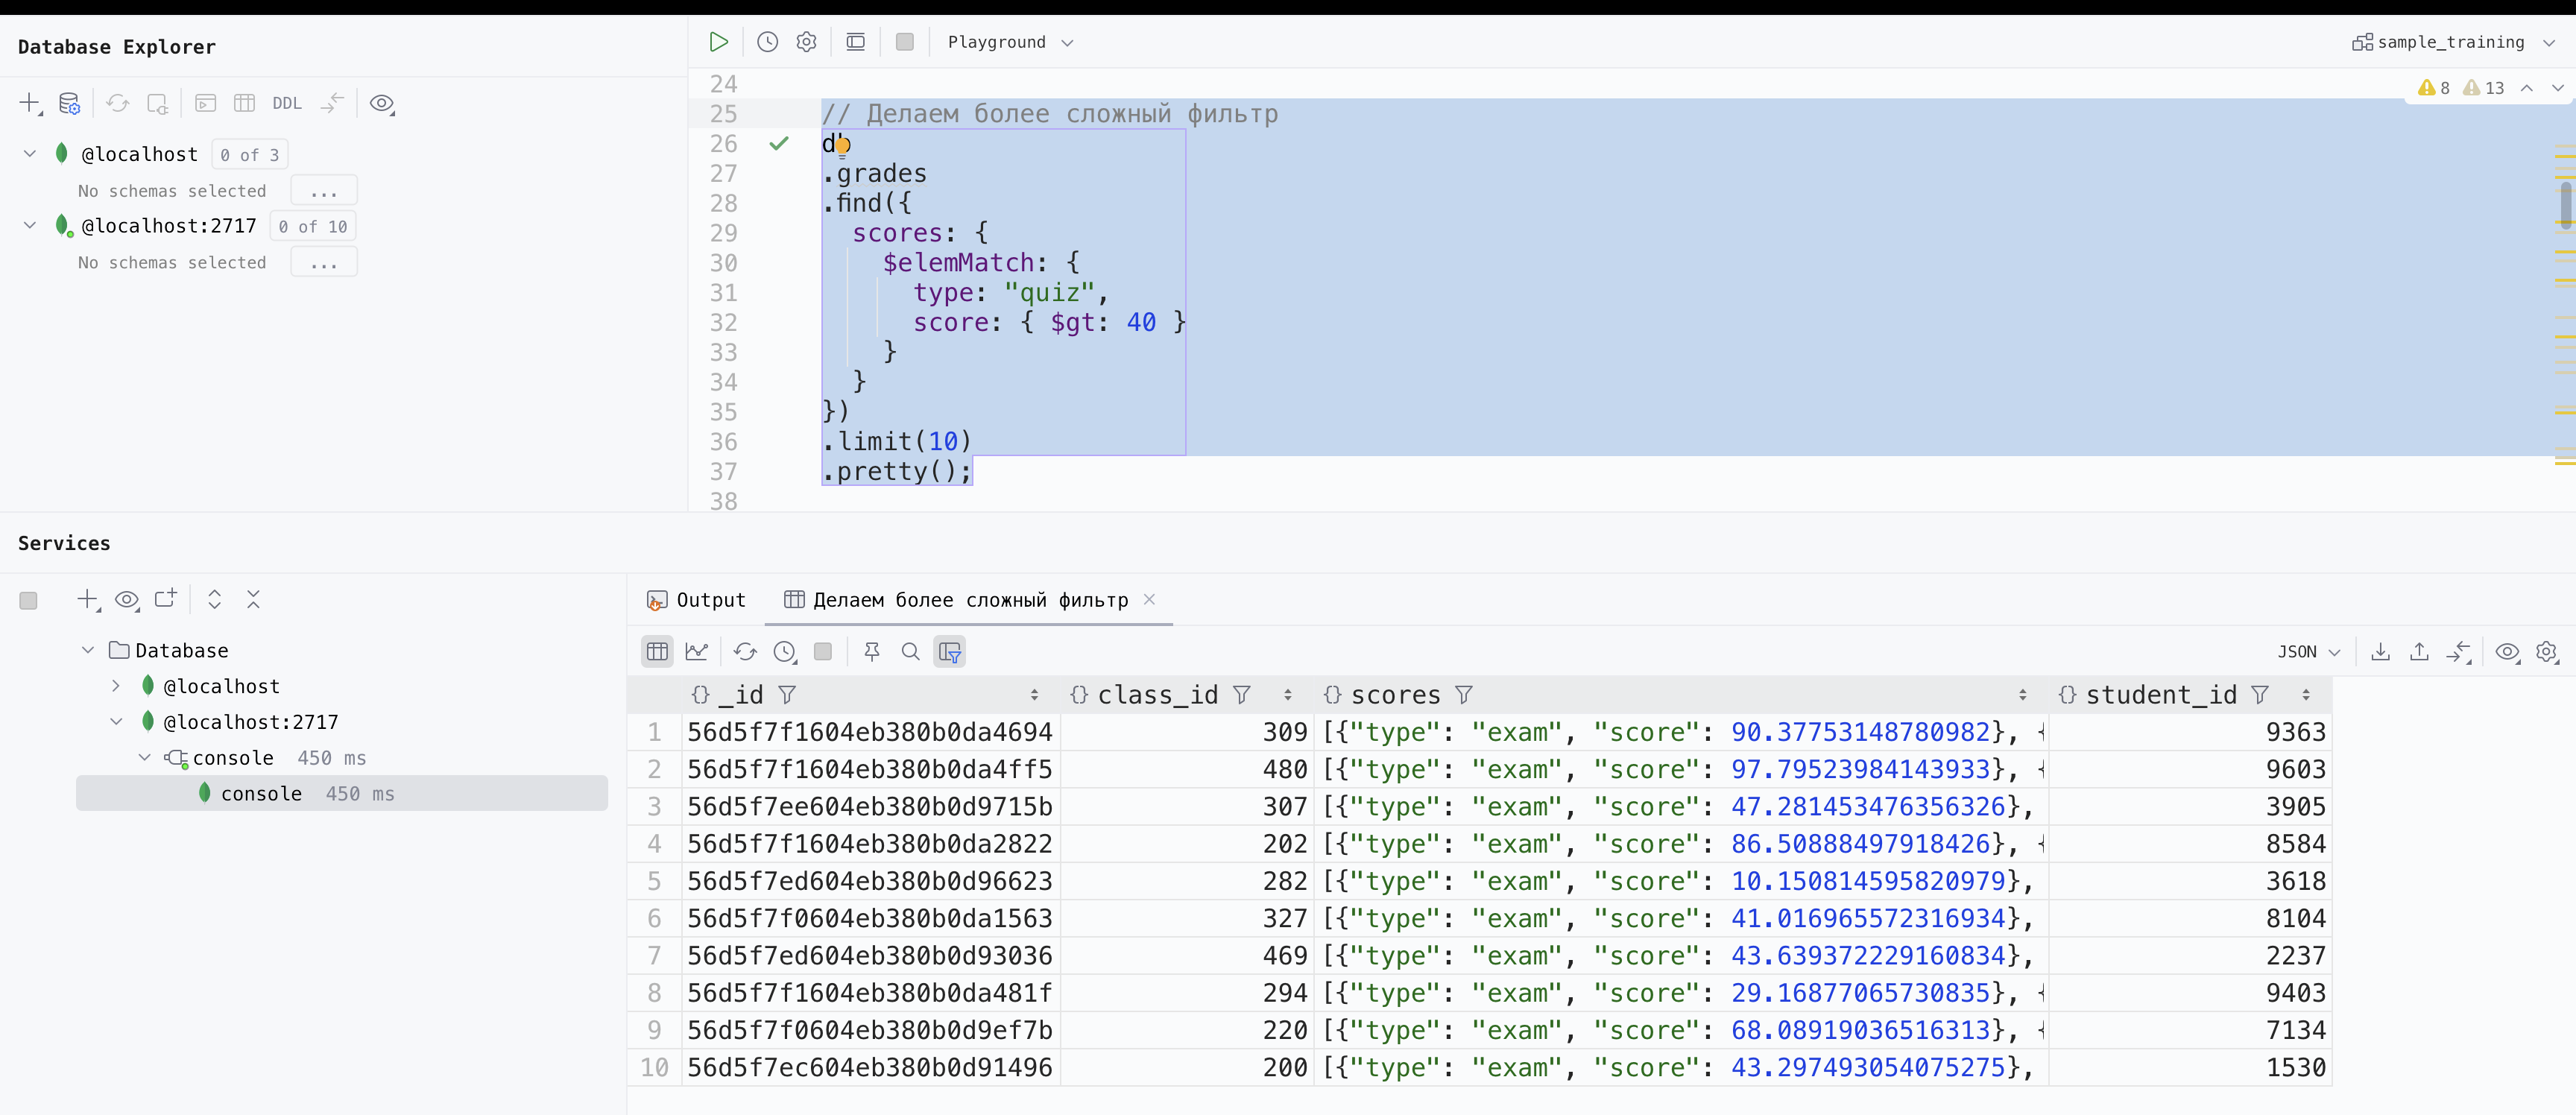 Database Explorer
Playground
sample_training
DDL
@localhost 0 of 3
No schemas selected ...
@localhost:2717 0 of 10
No schemas selected ...
8 13
24
25 // Делаем более сложный фильтр
26 db
27 .grades
28 .find({
29 scores: {
30 $elemMatch: {
31 type: "quiz",
32 score: { $gt: 40 }
33 }
34 }
35 })
36 .limit(10)
37 .pretty();
38
Services
Database
@localhost
@localhost:2717
console 450 ms
console 450 ms
Output Делаем более сложный фильтр
JSON
_id class_id scores student_id
1 56d5f7f1604eb380b0da4694 309 [{"type": "exam", "score": 90.37753148780982}, { 9363
2 56d5f7f1604eb380b0da4ff5 480 [{"type": "exam", "score": 97.79523984143933}, { 9603
3 56d5f7ee604eb380b0d9715b 307 [{"type": "exam", "score": 47.281453476356326}, 3905
4 56d5f7f1604eb380b0da2822 202 [{"type": "exam", "score": 86.50888497918426}, { 8584
5 56d5f7ed604eb380b0d96623 282 [{"type": "exam", "score": 10.150814595820979}, 3618
6 56d5f7f0604eb380b0da1563 327 [{"type": "exam", "score": 41.016965572316934}, 8104
7 56d5f7ed604eb380b0d93036 469 [{"type": "exam", "score": 43.639372229160834}, 2237
8 56d5f7f1604eb380b0da481f 294 [{"type": "exam", "score": 29.16877065730835}, { 9403
9 56d5f7f0604eb380b0d9ef7b 220 [{"type": "exam", "score": 68.08919036516313}, { 7134
10 56d5f7ec604eb380b0d91496 200 [{"type": "exam", "score": 43.297493054075275}, 1530